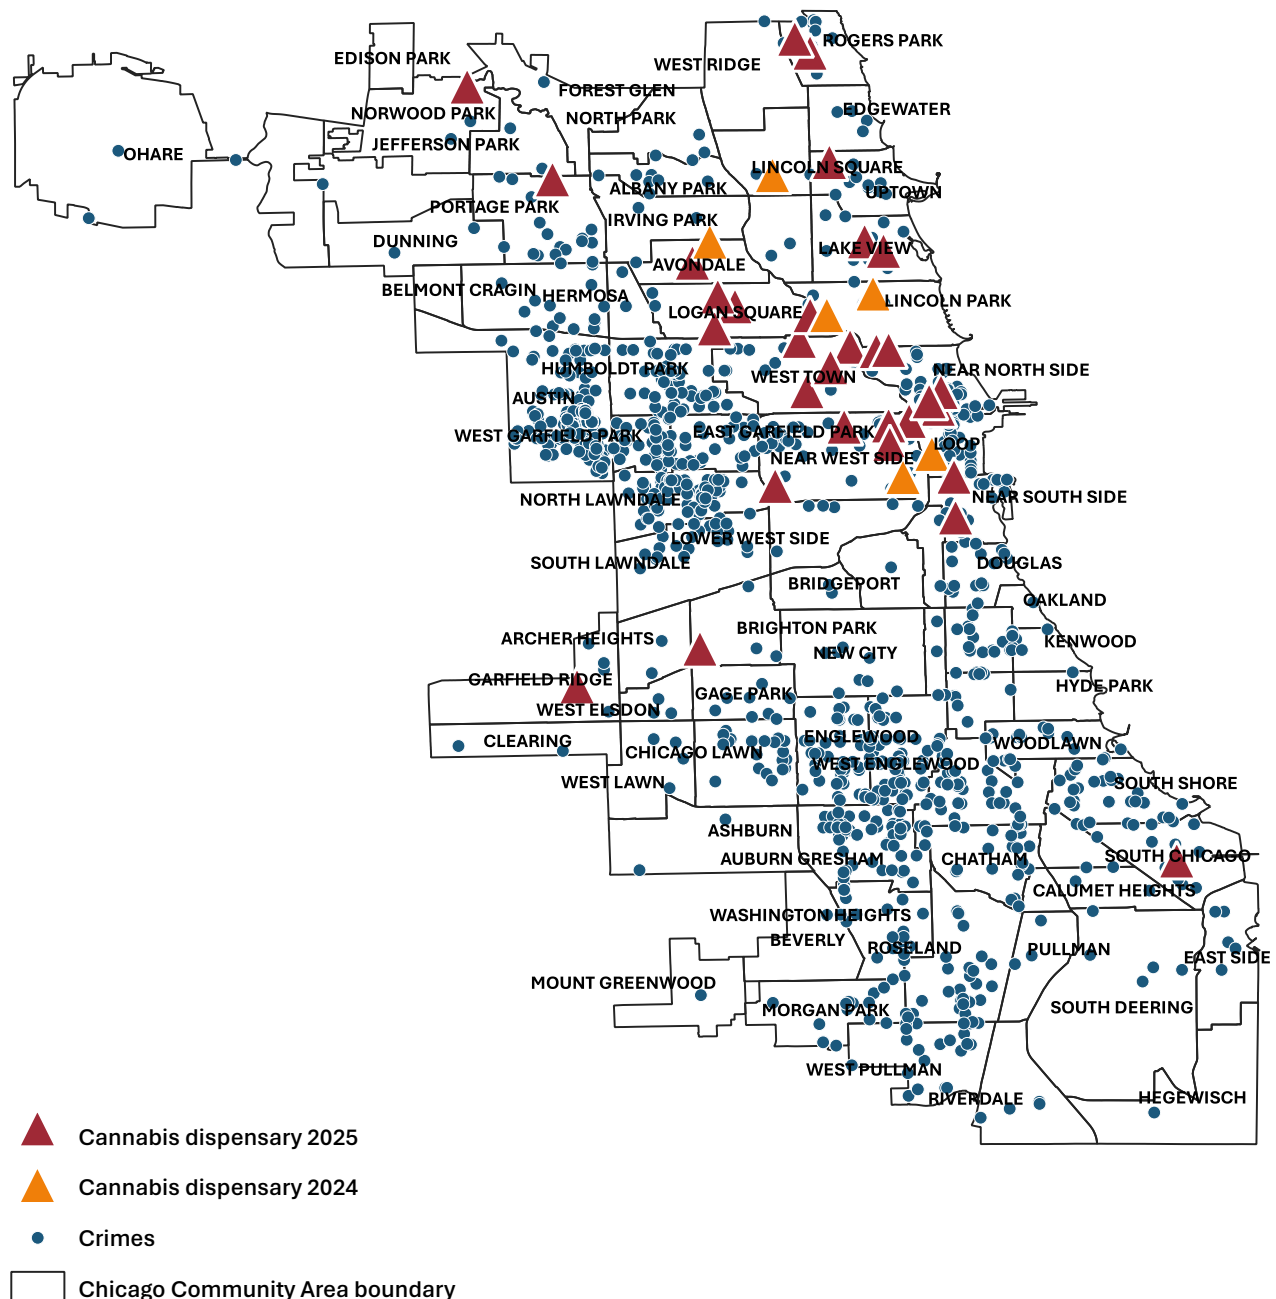 ROGERS PARK
EDISON PARK
WEST RIDGE
FOREST GLEN
EDGEWATER
NORWOOD PARK
NORTH PARK
JEFFERSON PARK
OHARE
LINCOLN SQUARE
ALBANY PARK
UPTOWN
PORTAGE PARK
IRVING PARK
DUNNING
LAKE VIEW
AVONDALE
BELMONT CRAGIN
HERMOSA
LINCOLN PARK
LOGAN SQUARE
HUMBOLDT PARK
NEAR NORTH SIDE
WEST TOWN
AUSTIN
WEST GARFIELD PARK
EAST GARFIELD PARK
LOOP
NEAR WEST SIDE
NORTH LAWNDALE
NEAR SOUTH SIDE
LOWER WEST SIDE
SOUTH LAWNDALE
DOUGLAS
BRIDGEPORT
OAKLAND
BRIGHTON PARK
ARCHER HEIGHTS
KENWOOD
NEW CITY
GARFIELD RIDGE
HYDE PARK
GAGE PARK
WEST ELSDON
ENGLEWOOD
CLEARING
WOODLAWN
CHICAGO LAWN
WEST ENGLEWOOD
WEST LAWN
SOUTH SHORE
ASHBURN
AUBURN GRESHAM
CHATHAM
SOUTH CHICAGO
CALUMET HEIGHTS
WASHINGTON HEIGHTS
BEVERLY
ROSELAND
PULLMAN
EAST SIDE
MOUNT GREENWOOD
SOUTH DEERING
MORGAN PARK
WEST PULLMAN
RIVERDALE
HEGEWISCH
Cannabis dispensary 2025
Cannabis dispensary 2024
Crimes
Chicago Community Area boundary